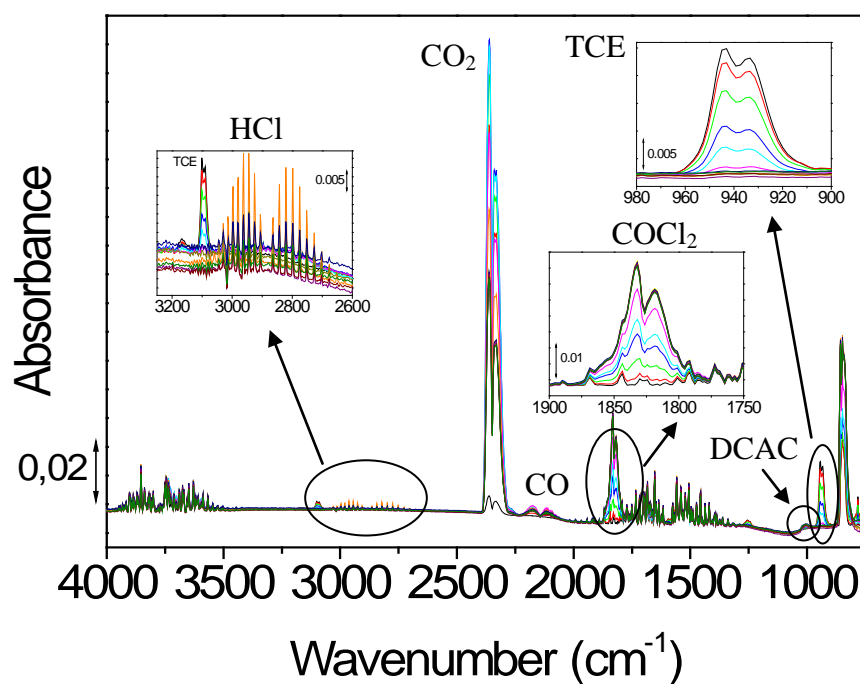 TCE
CO2
HCl
TCE
0.005
0.005
3200 3000 2800 2600
980 960 940 920 900
COCl2
0.01
1900 1850 1800 1750
Absorbance
0,02
CO
DCAC
4000 3500 3000 2500 2000 1500 1000
Wavenumber (cm-1)